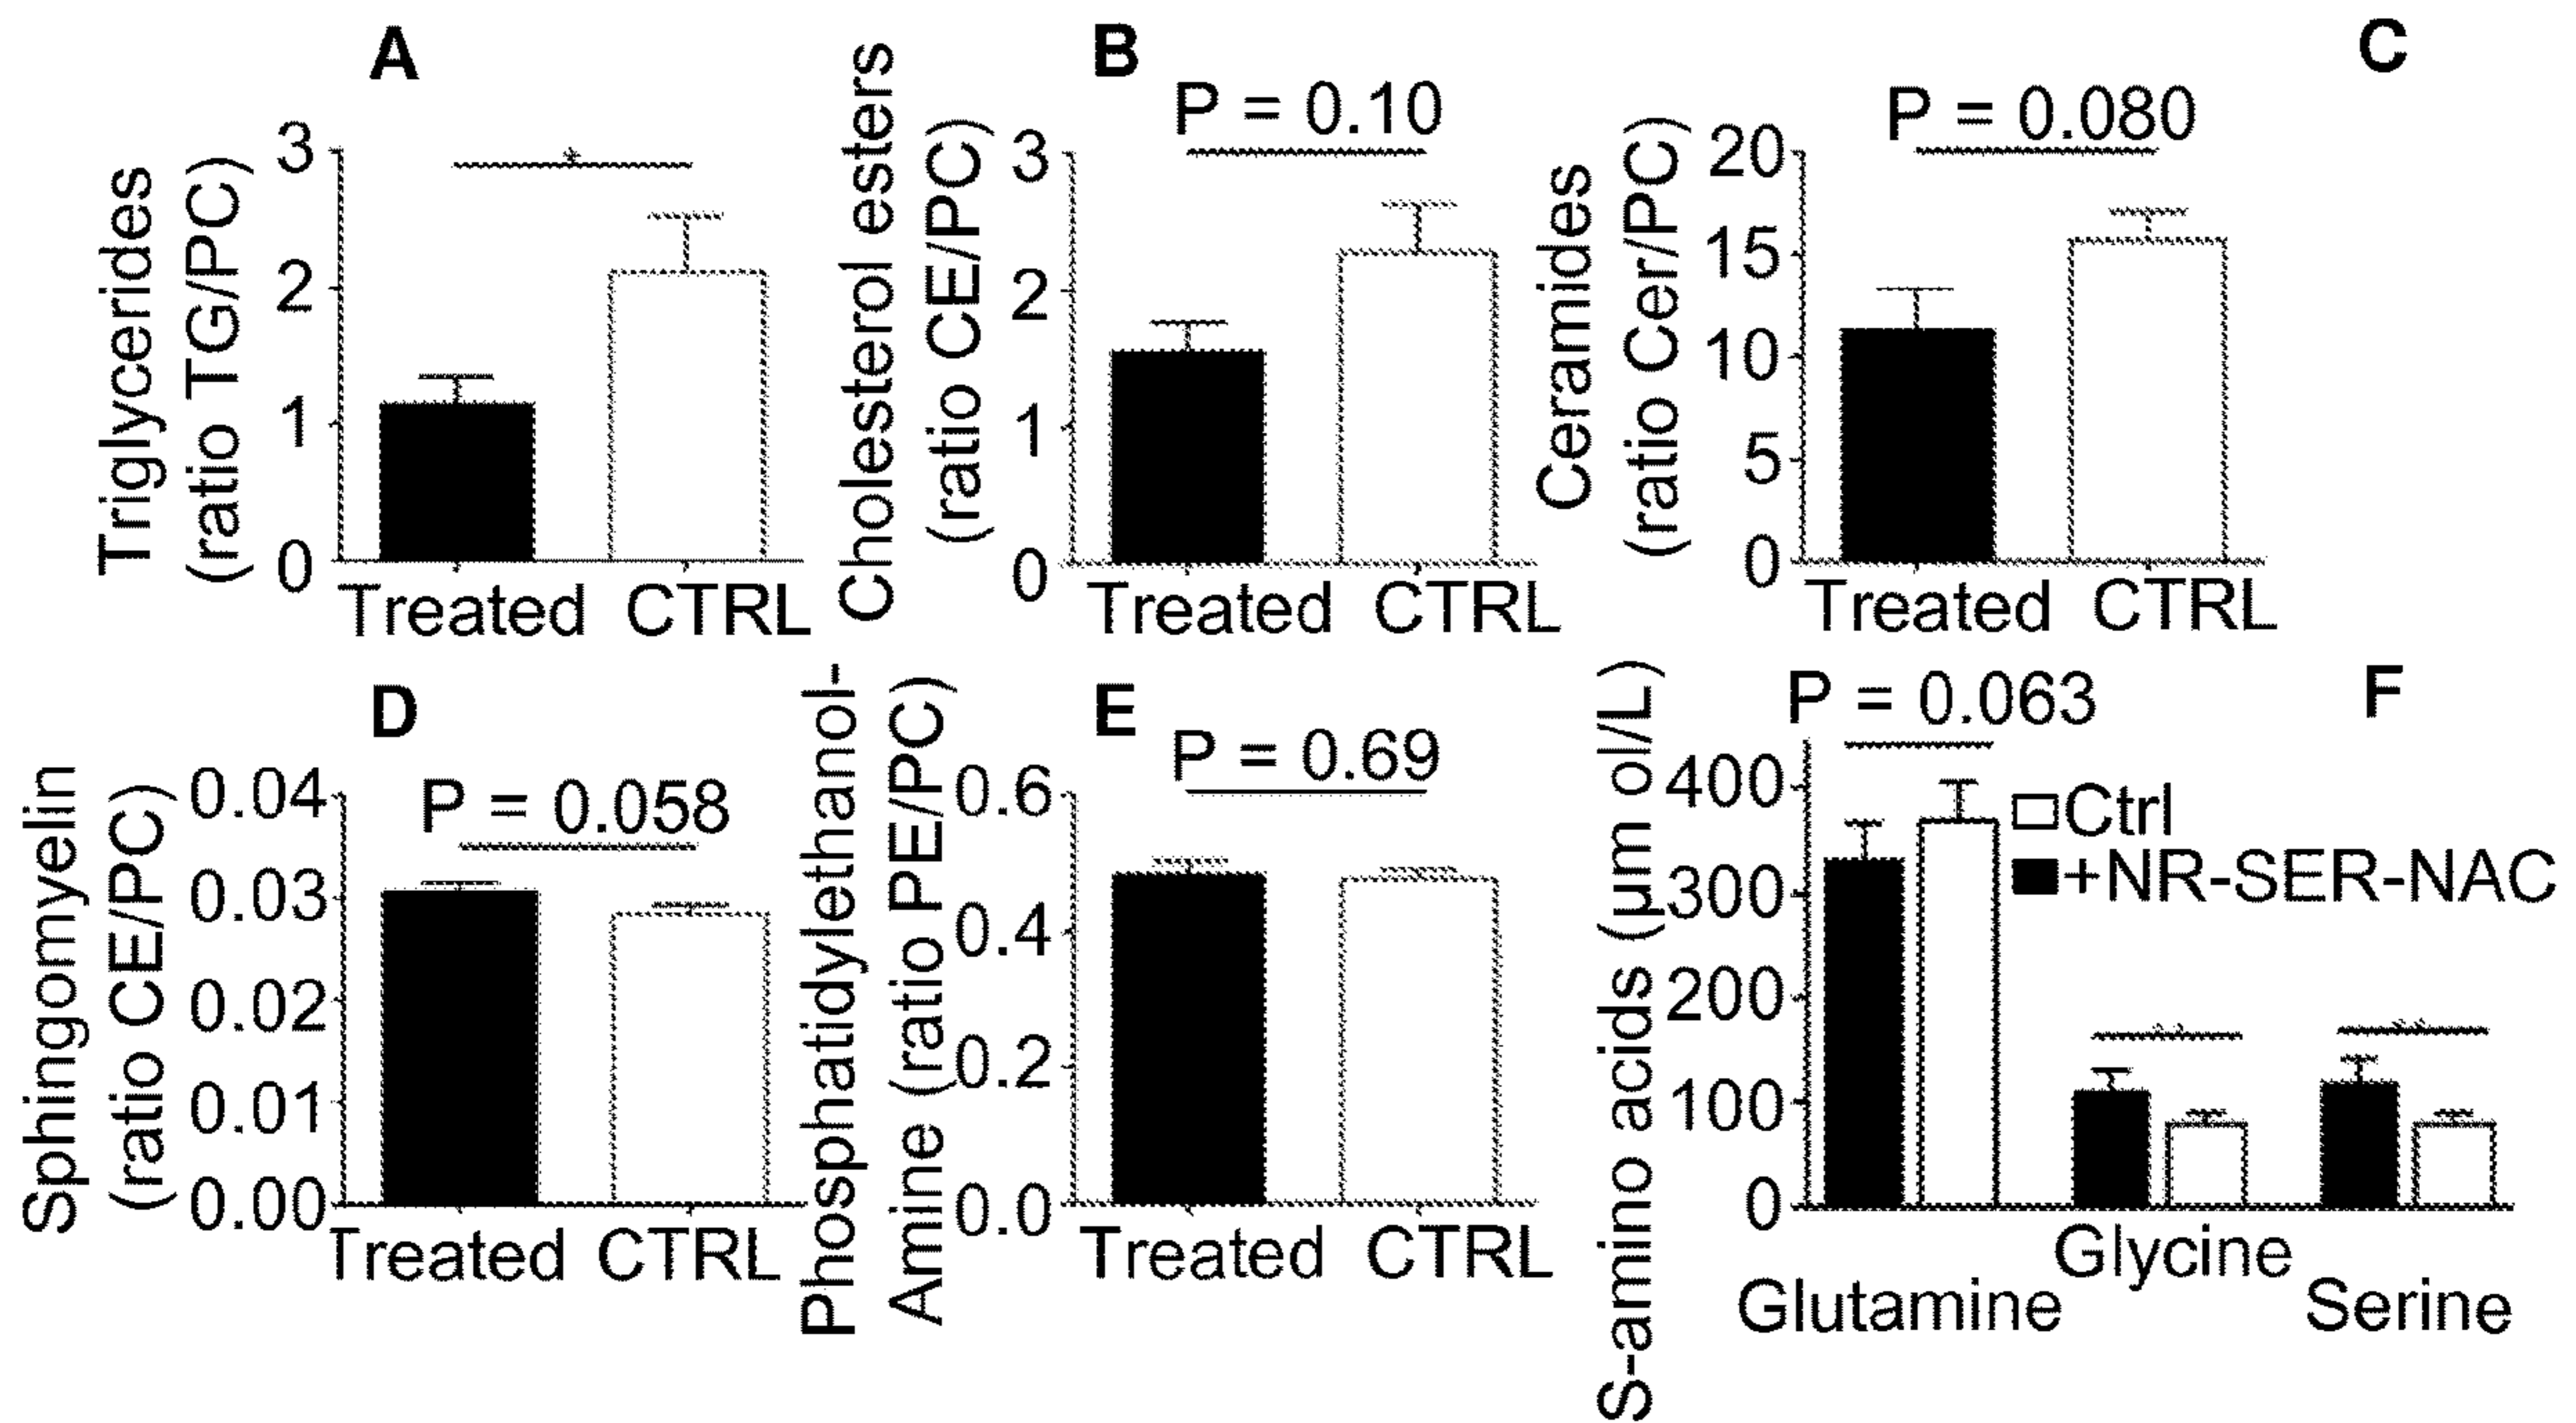 A
Triglycerides
(ratio TG/PC)
3
2
1
0
*
Treated CTRL
B
Cholesterol esters
(ratio CE/PC)
P = 0.10
3
2
1
0
Treated CTRL
C
Ceramides
(ratio Cer/PC)
P = 0.080
20
15
10
5
0
Treated CTRL
D
Sphingomyelin
(ratio CE/PC)
P = 0.058
0.04
0.03
0.02
0.01
0.00
Treated CTRL
E
Phosphatidylethanol-
Amine (ratio PE/PC)
P = 0.69
0.6
0.4
0.2
0.0
Treated CTRL
F
S-amino acids (µm ol/L)
P = 0.063
400
300
200
100
0
Ctrl
+NR-SER-NAC
Glutamine
Glycine
Serine